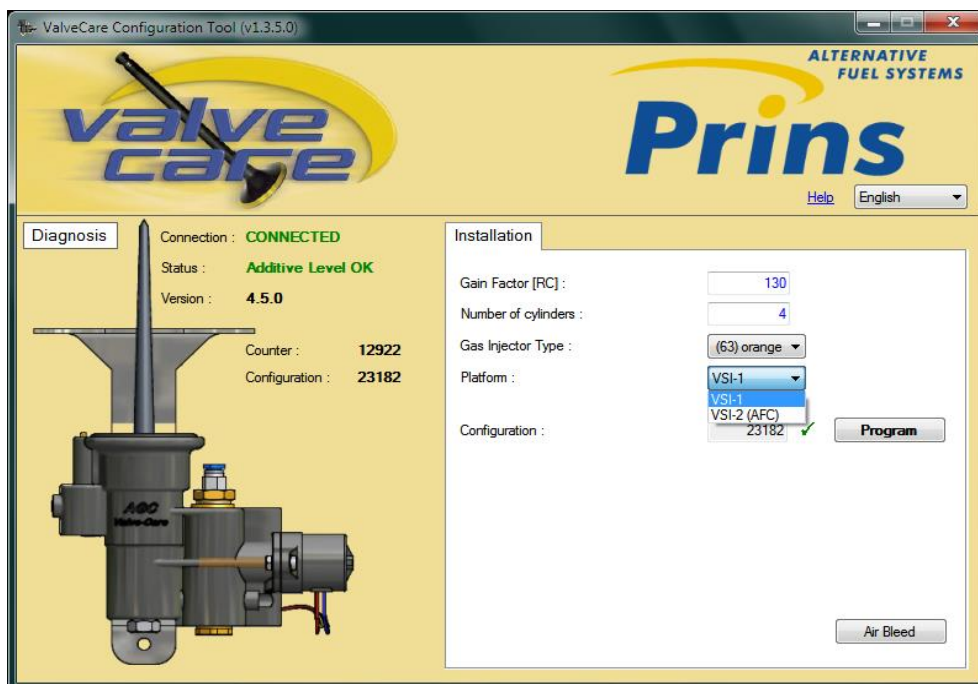 ValveCare Configuration Tool (v1.3.5.0)
valve
care
ALTERNATIVE
FUEL SYSTEMS
Prins
Help English
Diagnosis
Connection : CONNECTED
Status : Additive Level OK
Version : 4.5.0
Counter : 12922
Configuration : 23182
AGC
Valve-Care
Installation
Gain Factor [RC] : 130
Number of cylinders : 4
Gas Injector Type : (63) orange
Platform : VSI-1
VSI-1
VSI-2 (AFC)
Configuration : 23182 ✓ Program
Air Bleed